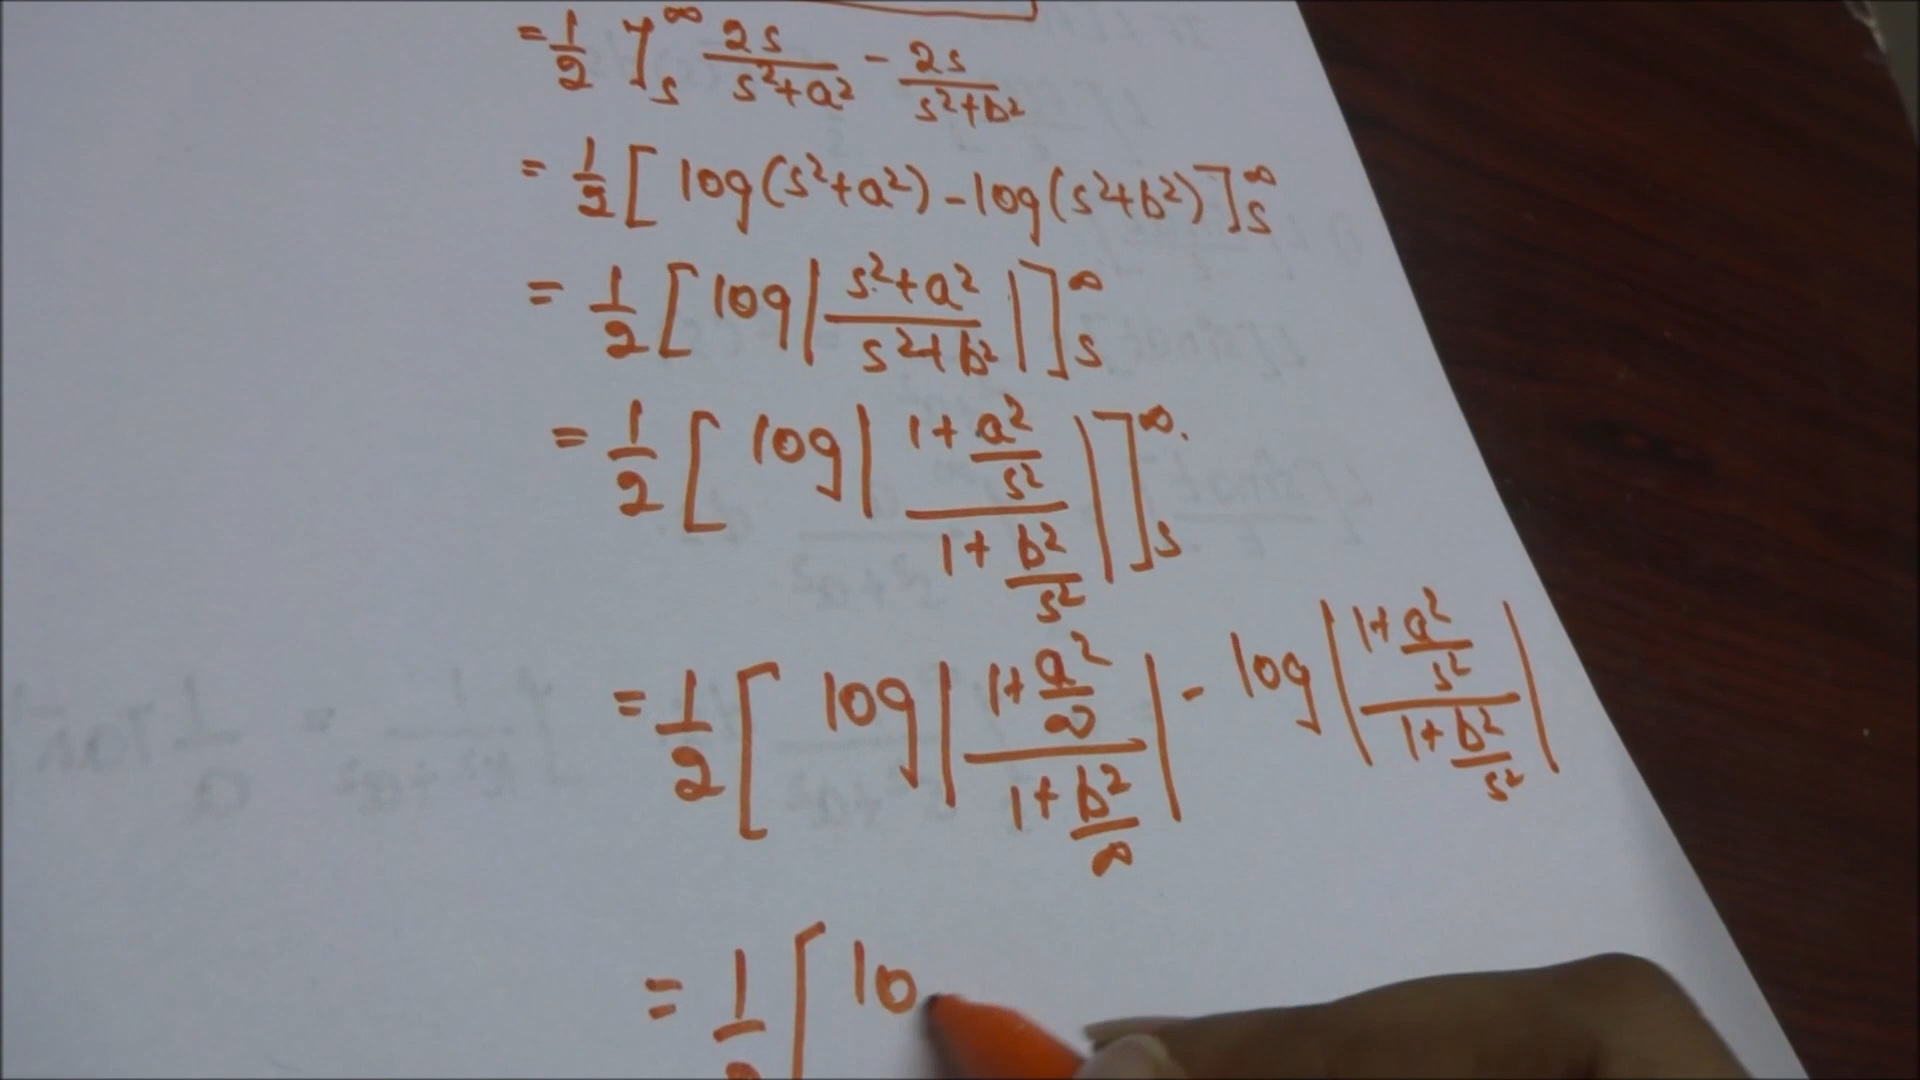 = 1/2 ∫_s^∞ 2s/(s²+a²) - 2s/(s²+b²)
= 1/2 [ log(s²+a²) - log(s²+b²) ]_s^∞
= 1/2 [ log | (s²+a²)/(s²+b²) | ]_s^∞
= 1/2 [ log | (1+a²/s²)/(1+b²/s²) | ]_s^∞.
= 1/2 [ log | (1+a²/∞)/(1+b²/∞) | - log | (1+a²/s²)/(1+b²/s²) |
= 1/2 [ lo